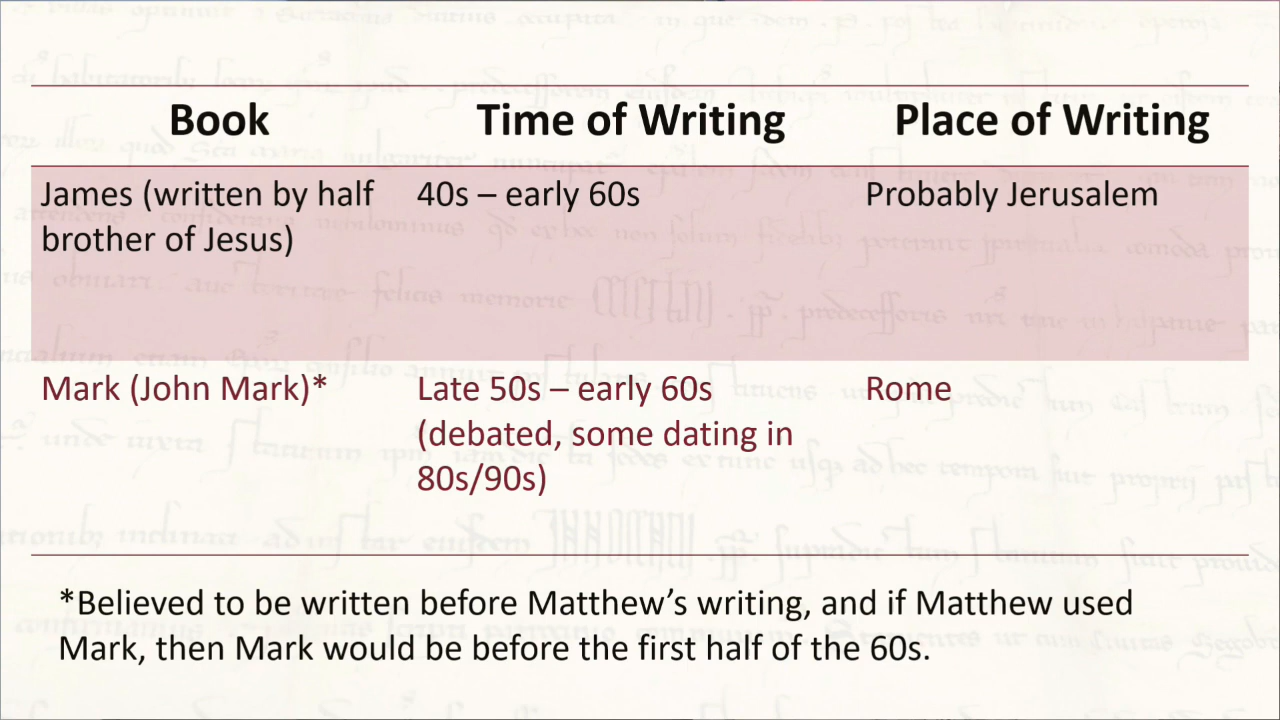 Book
Time of Writing
Place of Writing
James (written by half
brother of Jesus)
40s – early 60s
Probably Jerusalem
Mark (John Mark)*
Late 50s – early 60s
(debated, some dating in
80s/90s)
Rome
*Believed to be written before Matthew’s writing, and if Matthew used
Mark, then Mark would be before the first half of the 60s.